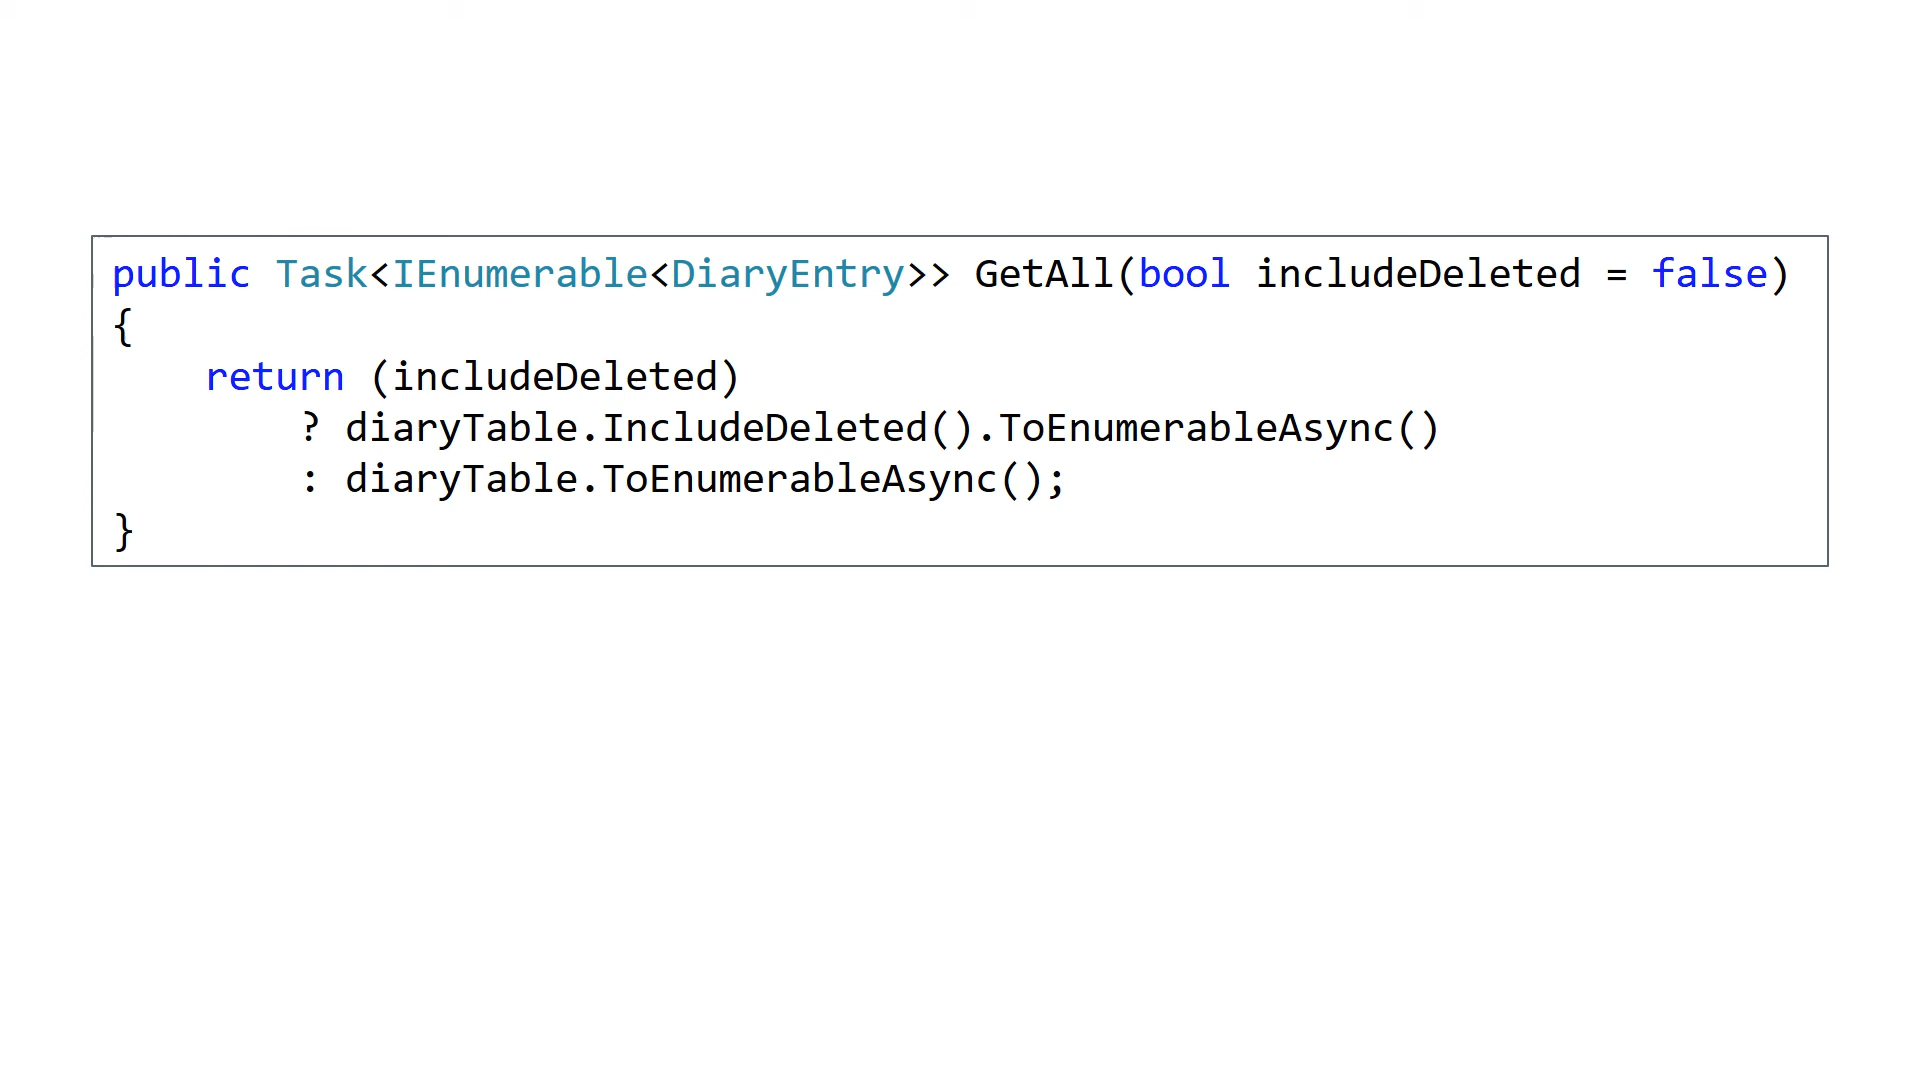 public Task<IEnumerable<DiaryEntry>> GetAll(bool includeDeleted = false)
{
    return (includeDeleted)
        ? diaryTable.IncludeDeleted().ToEnumerableAsync()
        : diaryTable.ToEnumerableAsync();
}